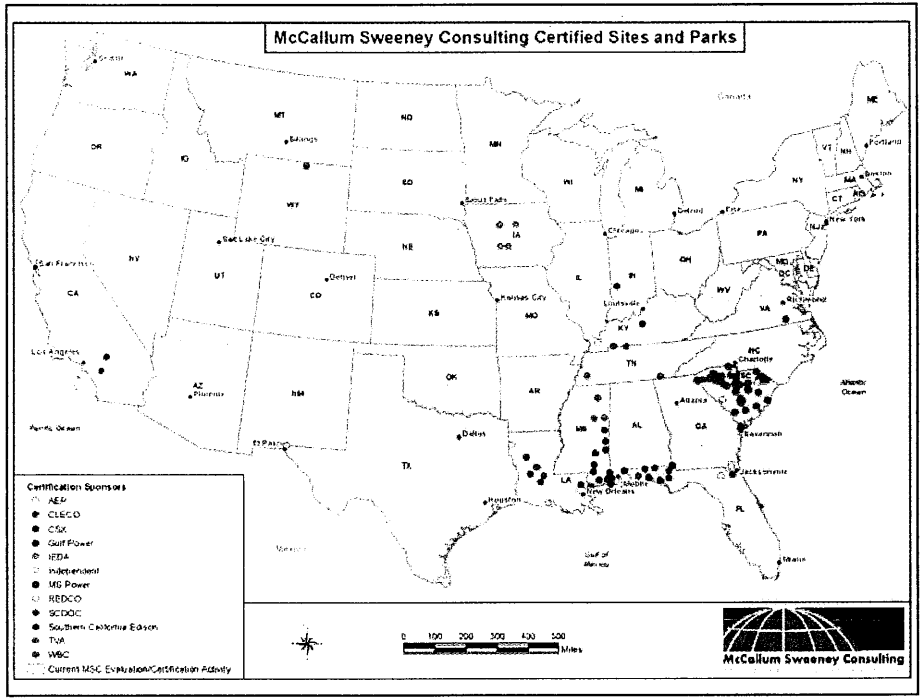 McCallum Sweeney Consulting Certified Sites and Parks
Seattle
WA
OR
ID
MT
Billings
ND
MN
SD
Sioux Falls
WY
WI
MI
Canada
ME
Portland
VT
NH
NY
MA
Boston
CT
RI
Detroit
Erie
New York
NJ
PA
IA
NE
Salt Lake City
Chicago
San Francisco
NV
UT
CA
Denver
CO
KS
Kansas City
MO
IL
IN
OH
WV
MD
DC
DE
Richmond
VA
Louisville
KY
Los Angeles
AZ
Phoenix
NM
OK
AR
TN
NC
Charlotte
SC
Atlanta
MS
AL
GA
Savannah
Atlantic
Ocean
Pacific Ocean
El Paso
Dallas
TX
LA
Mobile
New Orleans
Jacksonville
Houston
FL
Mexico
Gulf of
Mexico
Miami
Certification Sponsors
AEP
CLECO
CSX
Gulf Power
IEDA
Independent
MS Power
REDCO
SCDOC
Southern California Edison
TVA
WBC
Current MSC Evaluation/Certification Activity
0 100 200 300 400 500
Miles
McCallum Sweeney Consulting